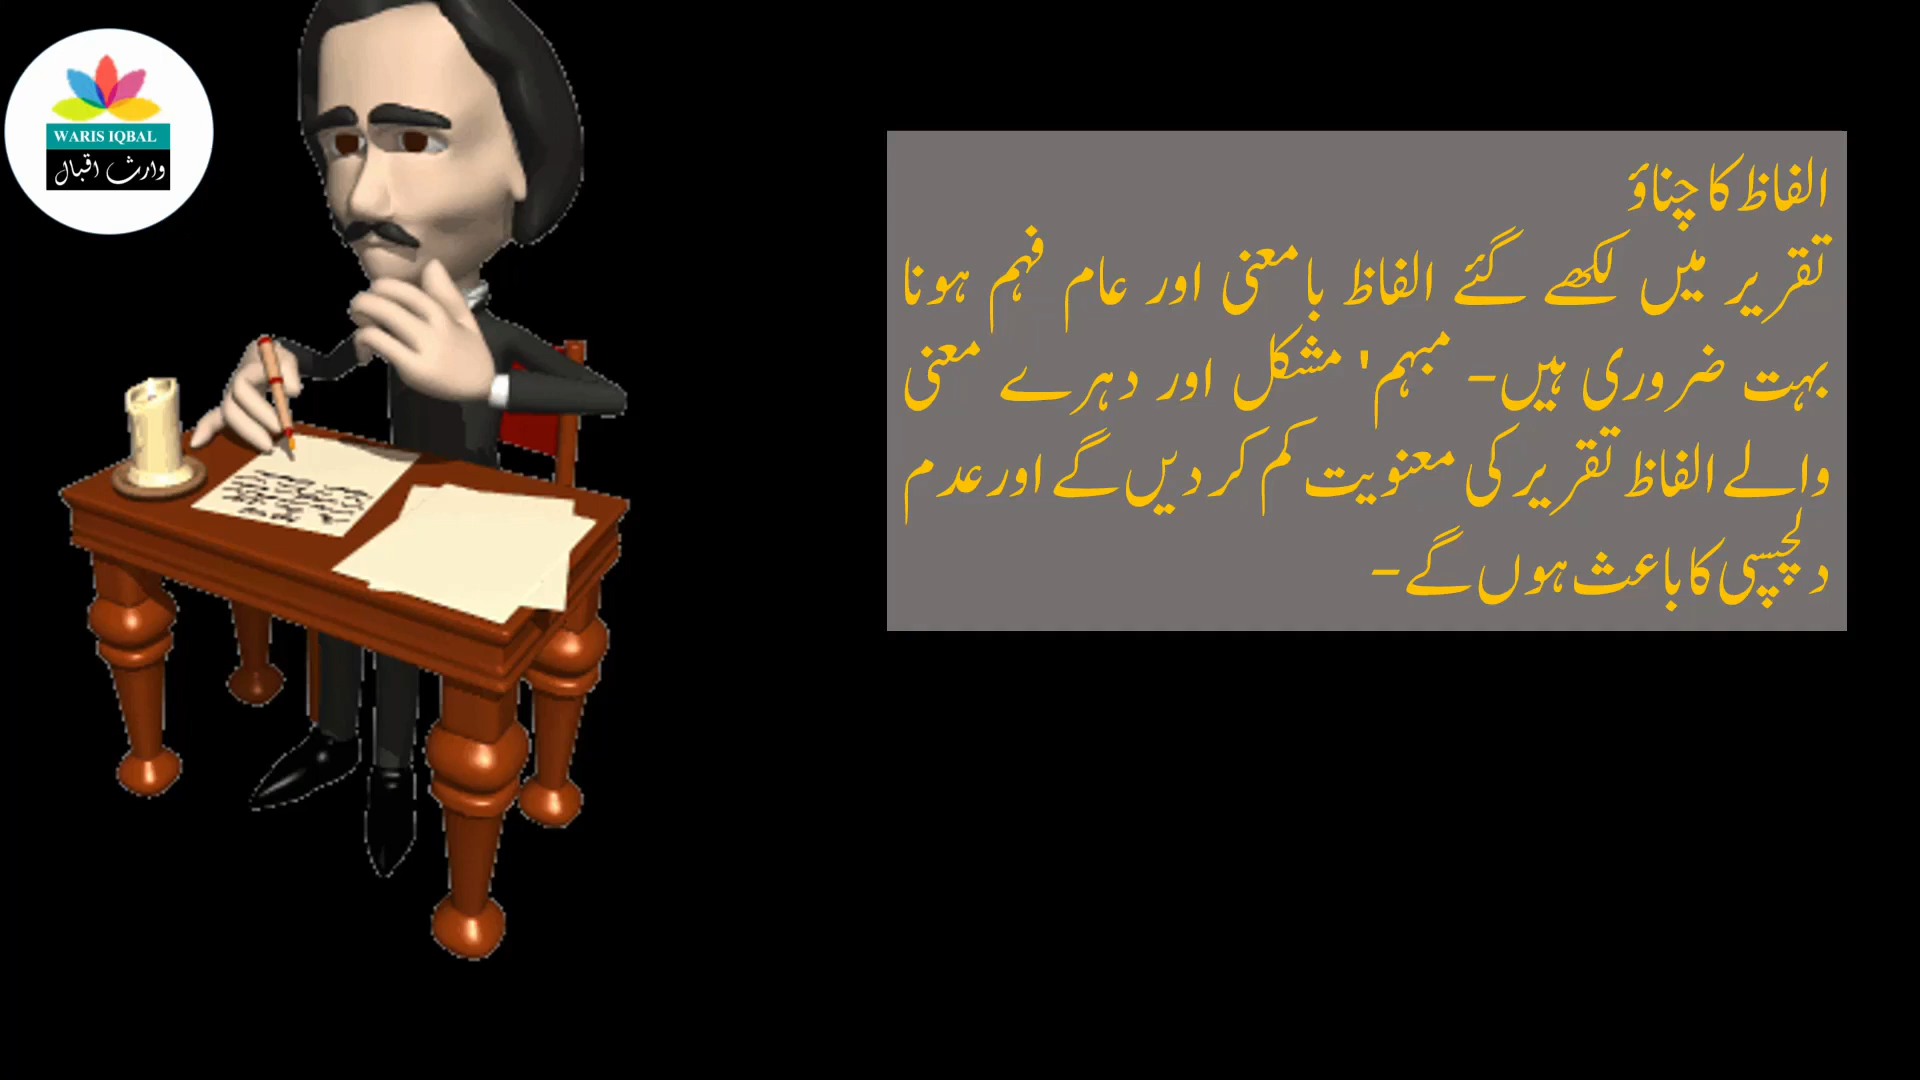 WARIS IQBAL
وارث اقبال
الفاظ کا چناؤ
تقریر میں لکھے گئے الفاظ بامعنی اور عام فہم ہونا
بہت ضروری ہیں۔ مبہم' مشکل اور دہرے معنی
والے الفاظ تقریر کی معنویت کم کر دیں گے اور عدم
دلچسپی کا باعث ہوں گے۔